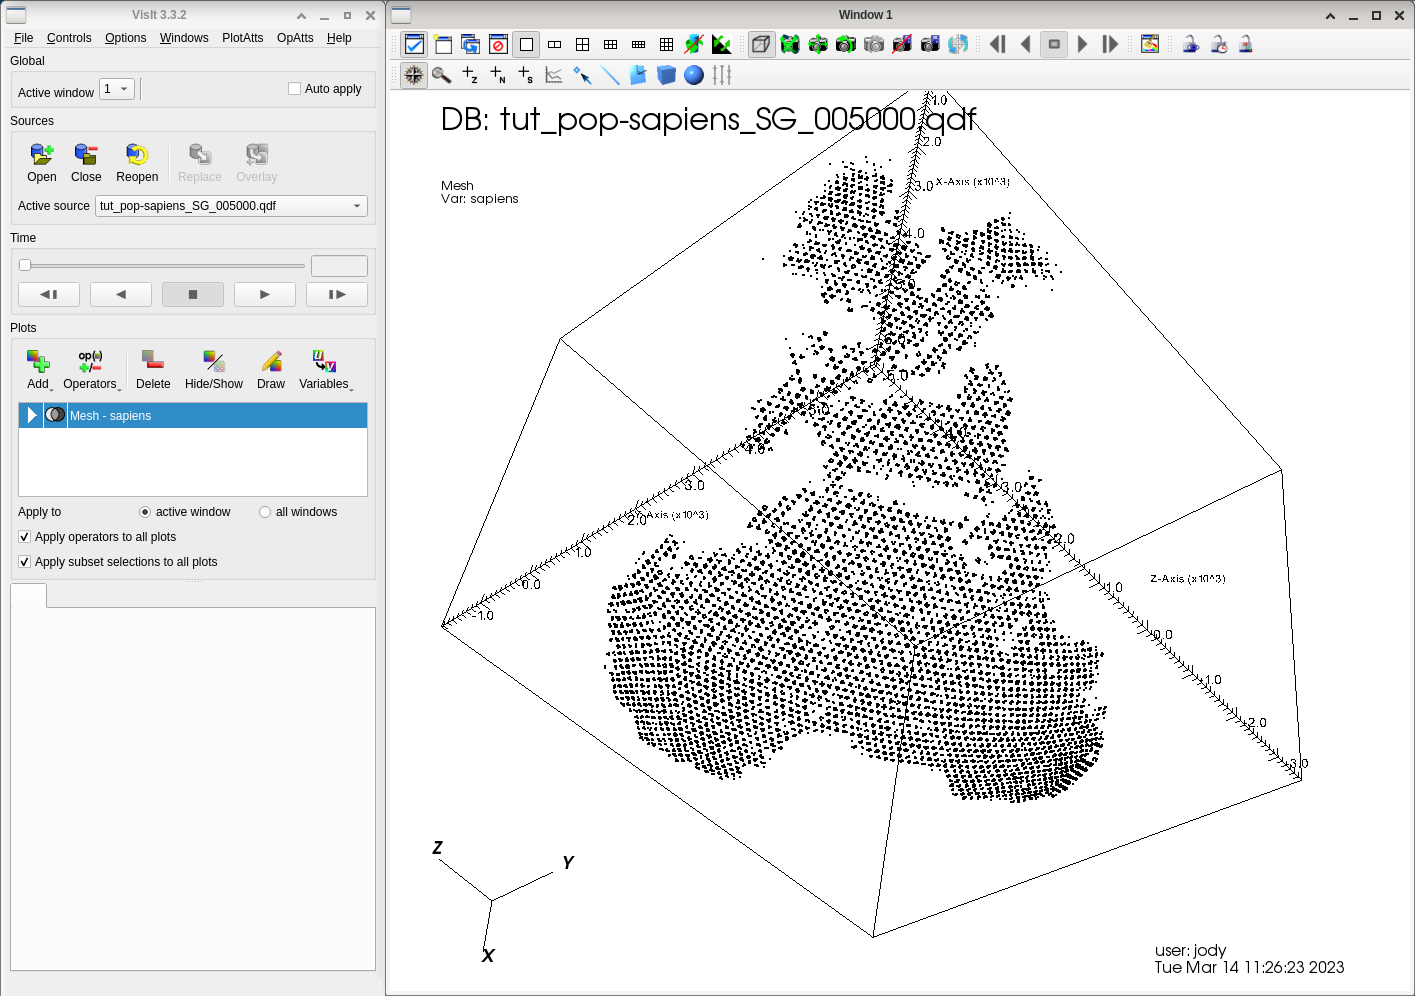 VisIt 3.3.2
File Controls Options Windows PlotAtts OpAtts Help
Global
Active window 1 Auto apply
Sources
Open Close Reopen Replace Overlay
Active source tut_pop-sapiens_SG_005000.qdf
Time
Plots
op()
+/-
U
V
Add Operators Delete Hide/Show Draw Variables
Mesh - sapiens
Apply to active window all windows
Apply operators to all plots
Apply subset selections to all plots
Window 1
Z N S
DB: tut_pop-sapiens_SG_005000.qdf
Mesh
Var: sapiens
1.0
2.0
3.0 X-Axis (x10^3)
4.0
5.0
6.0
5.0
5.0
4.0
4.0
3.0
3.0
2.0 Y-Axis (x10^3)
2.0
1.0
1.0
0.0
-1.0
Z-Axis (x10^3)
0.0
-1.0
-2.0
-3.0
Z
Y
X
user: jody
Tue Mar 14 11:26:23 2023